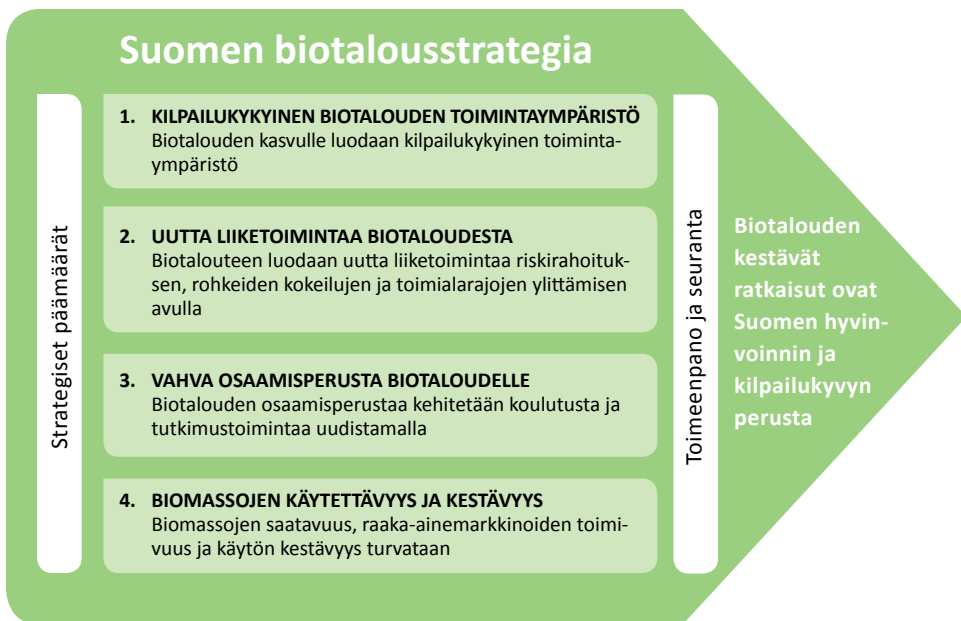 Suomen biotalousstrategia
Strategiset päämäärät
1. KILPAILUKYKYINEN BIOTALOUDEN TOIMINTAYMPÄRISTÖ
Biotalouden kasvulle luodaan kilpailukykyinen toiminta-
ympäristö
2. UUTTA LIIKETOIMINTAA BIOTALOUDESTA
Biotalouteen luodaan uutta liiketoimintaa riskirahoituk-
sen, rohkeiden kokeilujen ja toimialarajojen ylittämisen
avulla
3. VAHVA OSAAMISPERUSTA BIOTALOUDELLE
Biotalouden osaamisperustaa kehitetään koulutusta ja
tutkimustoimintaa uudistamalla
4. BIOMASSOJEN KÄYTETTÄVYYS JA KESTÄVYYS
Biomassojen saatavuus, raaka-ainemarkkinoiden toimi-
vuus ja käytön kestävyys turvataan
Toimeenpano ja seuranta
Biotalouden
kestävät
ratkaisut ovat
Suomen hyvin-
voinnin ja
kilpailukyvyn
perusta